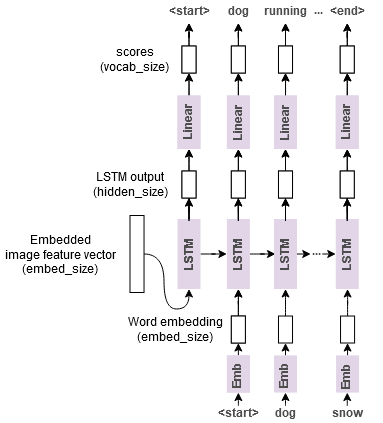 <start> dog running ... <end>
scores
(vocab_size)
Linear Linear Linear Linear Linear
LSTM output
(hidden_size)
Embedded
image feature vector
(embed_size)
LSTM LSTM LSTM ... LSTM
Word embedding
(embed_size)
Emb Emb Emb
<start> dog snow